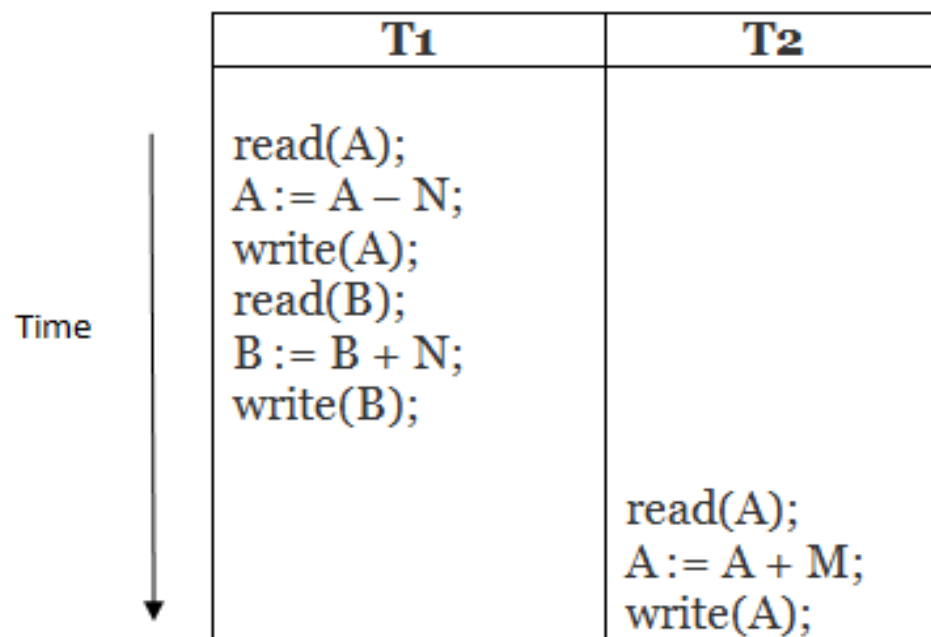 T1 T2
read(A);
A := A – N;
write(A);
read(B);
Time
B := B + N;
write(B);
read(A);
A := A + M;
write(A);